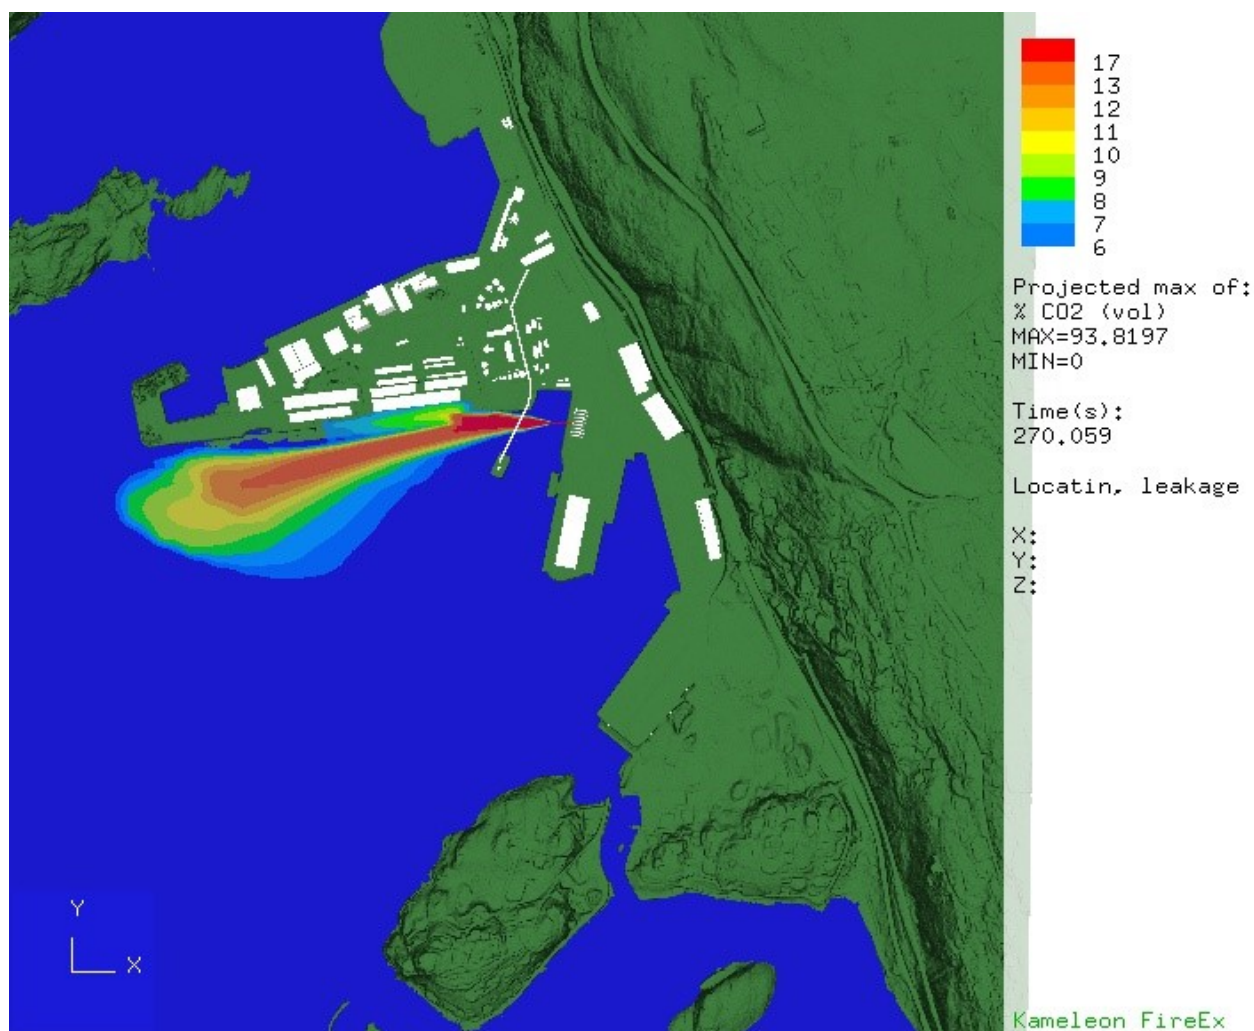 17
13
12
11
10
9
8
7
6
Projected max of:
% CO2 (vol)
MAX=93.8197
MIN=0
Time(s):
270.059
Locatin, leakage
X:
Y:
Z:
Y
X
Kameleon FireEx